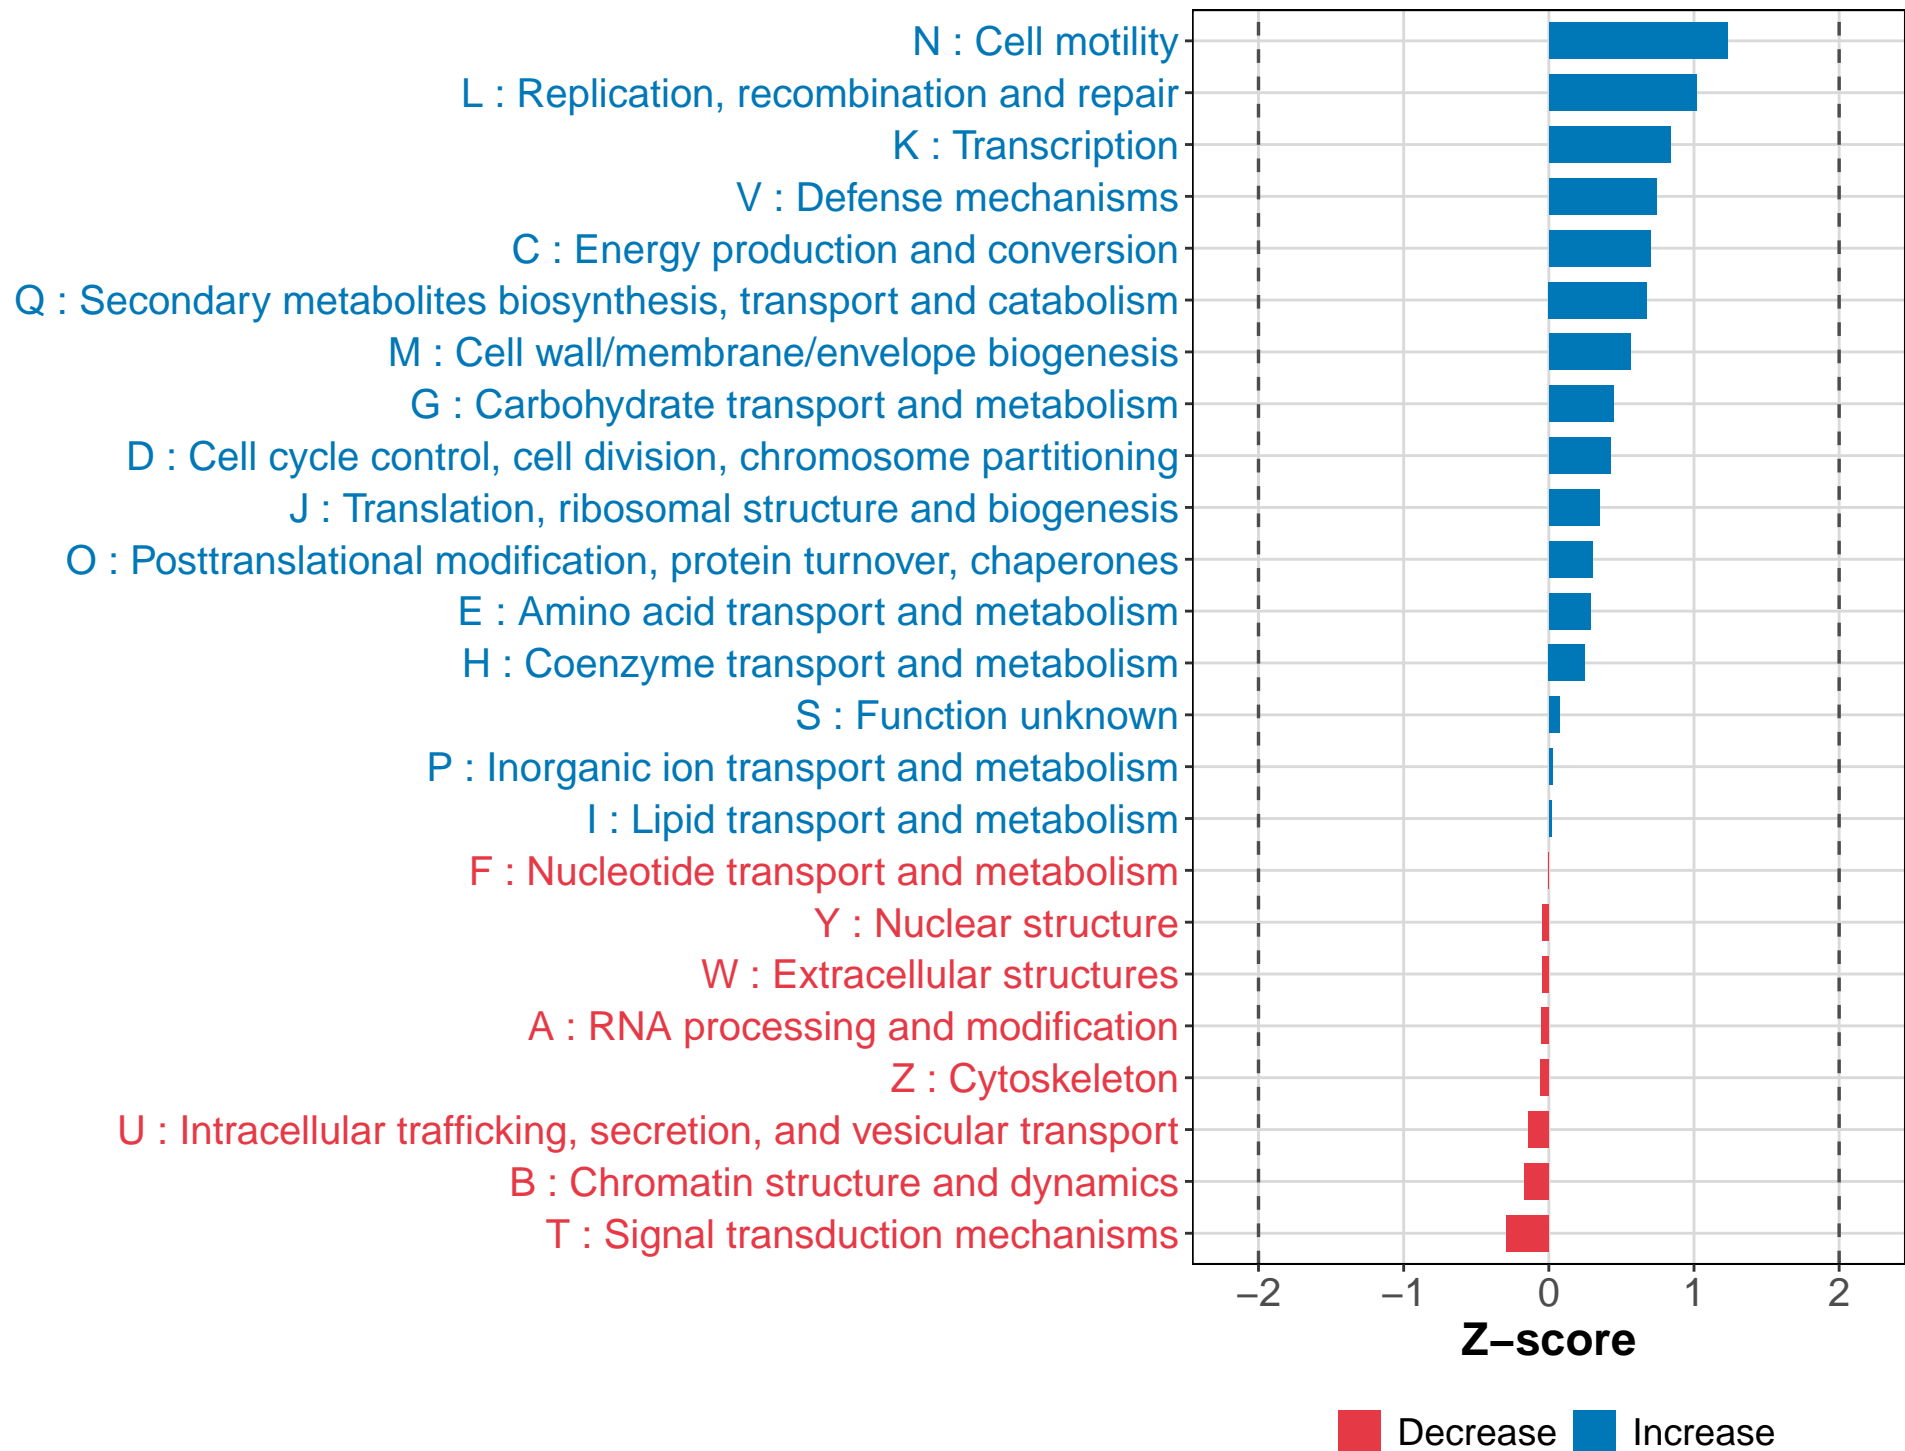 N : Cell motility
L : Replication, recombination and repair
K : Transcription
V : Defense mechanisms
C : Energy production and conversion
Q : Secondary metabolites biosynthesis, transport and catabolism
M : Cell wall/membrane/envelope biogenesis
G : Carbohydrate transport and metabolism
D : Cell cycle control, cell division, chromosome partitioning
J : Translation, ribosomal structure and biogenesis
O : Posttranslational modification, protein turnover, chaperones
E : Amino acid transport and metabolism
H : Coenzyme transport and metabolism
S : Function unknown
P : Inorganic ion transport and metabolism
I : Lipid transport and metabolism
F : Nucleotide transport and metabolism
Y : Nuclear structure
W : Extracellular structures
A : RNA processing and modification
Z : Cytoskeleton
U : Intracellular trafficking, secretion, and vesicular transport
B : Chromatin structure and dynamics
T : Signal transduction mechanisms
−2 −1 0 1 2
Z−score
Decrease Increase